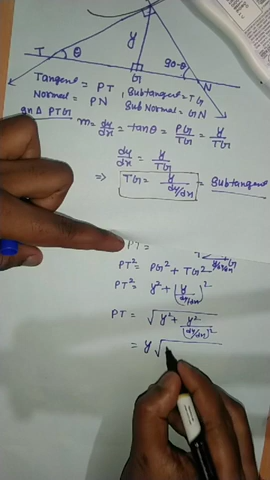 y
T θ G 90-θ N
Tangent = PT , Subtangent = TG
Normal = PN Sub Normal = GN
In Δ PTG m = dy/dx = tanθ = PG/TG = y/TG
dy/dx = y/TG
⇒ TG = y/(dy/dx) = Subtangent
PT =
PT² = PG² + TG²
PT² = y² + (y/(dy/dx))²
PT = √(y² + y²/(dy/dx)²)
= y√